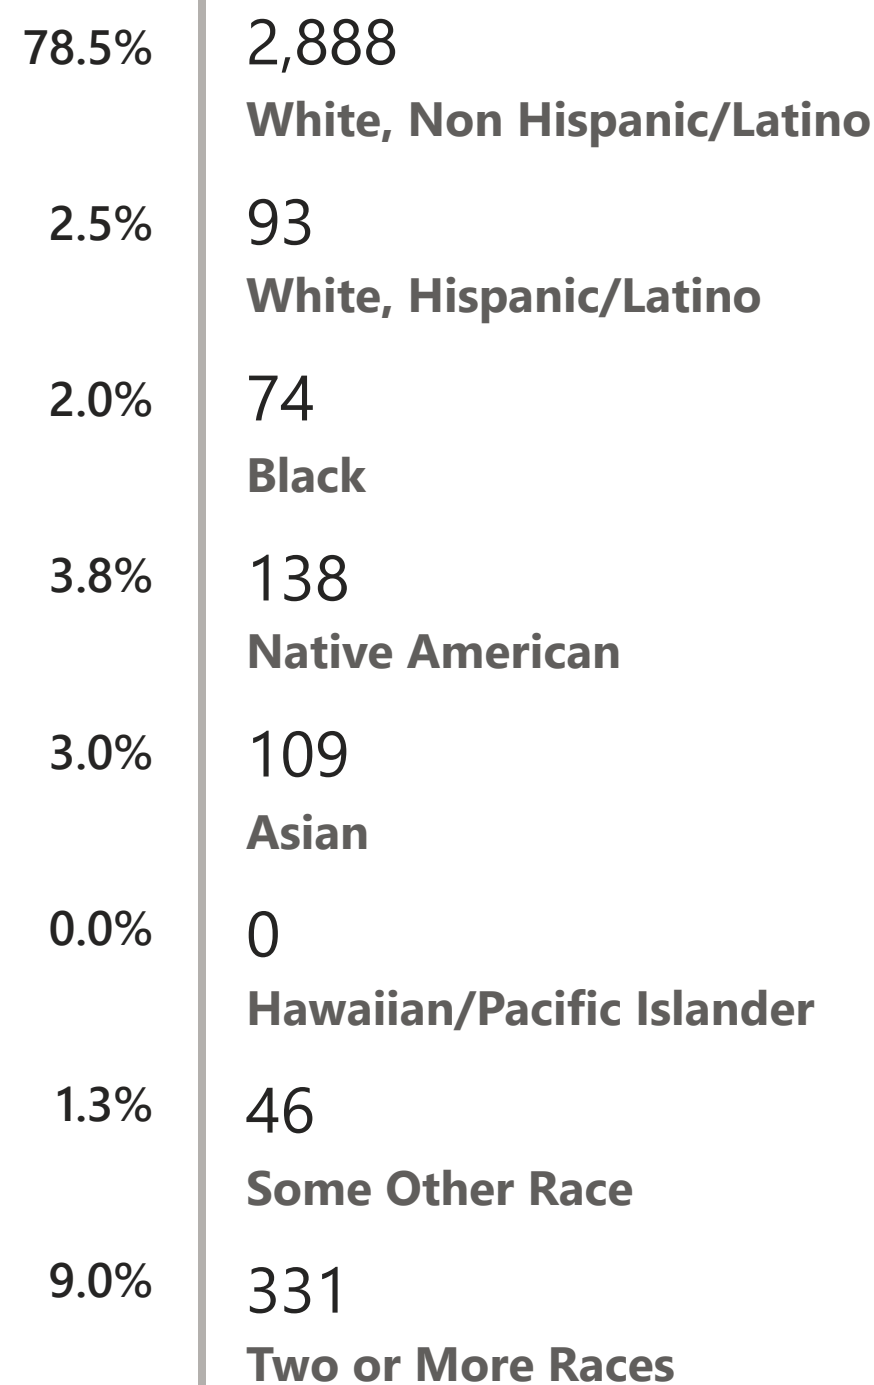 78.5% 2,888
White, Non Hispanic/Latino
2.5% 93
White, Hispanic/Latino
2.0% 74
Black
3.8% 138
Native American
3.0% 109
Asian
0.0% 0
Hawaiian/Pacific Islander
1.3% 46
Some Other Race
9.0% 331
Two or More Races